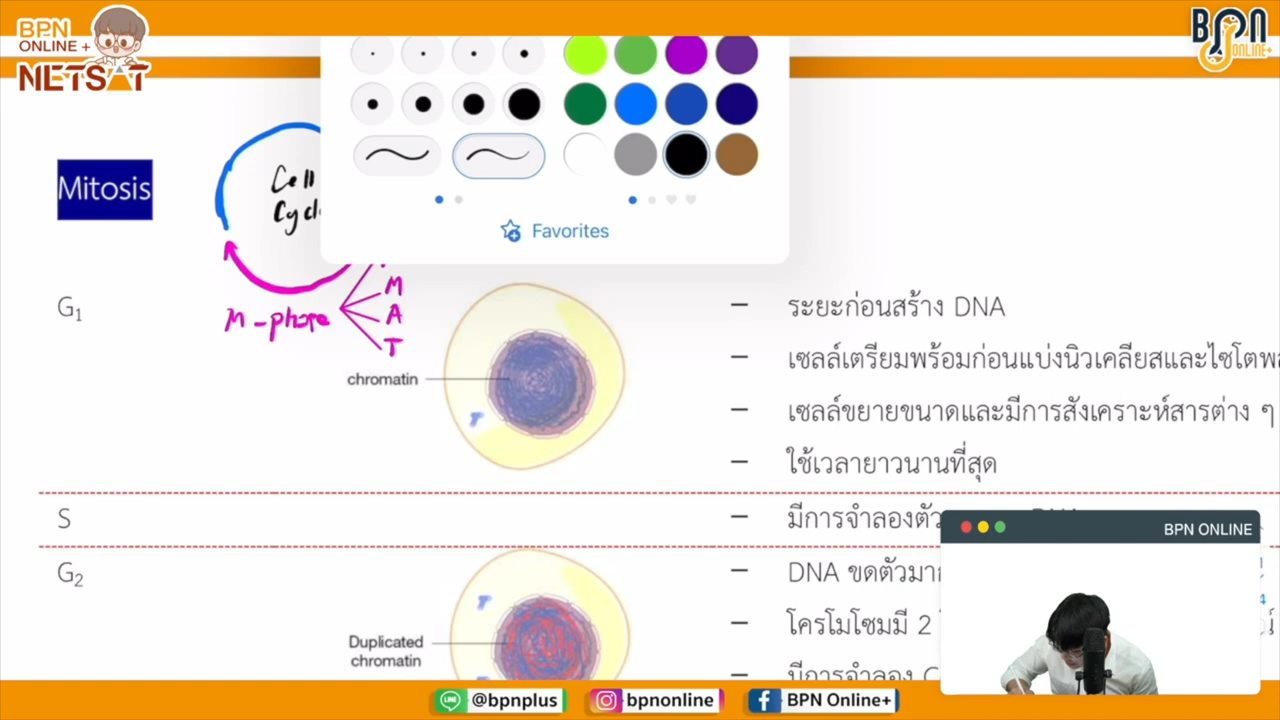 BPN
ONLINE +
NETSAT
BPN
ONLINE+
Mitosis
Cell
Favorites
M
M-phase
A
T
G₁
chromatin
– ระยะก่อนสร้าง DNA
– เซลล์เตรียมพร้อมก่อนแบ่งนิวเคลียสและไซโตพล
– เซลล์ขยายขนาดและมีการสังเคราะห์สารต่าง ๆ
– ใช้เวลายาวนานที่สุด
S
– มีการจำลองตัว
BPN ONLINE
G₂
Duplicated
chromatin
– DNA ขดตัวมาก
– โครโมโซมมี 2
– มีการจำลอง C
@bpnplus
bpnonline
BPN Online+